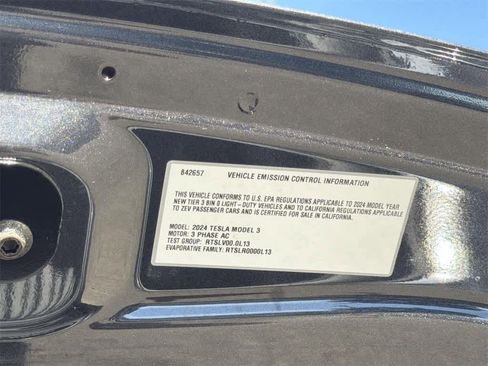 842657 VEHICLE EMISSION CONTROL INFORMATION
THIS VEHICLE CONFORMS TO U.S. EPA REGULATIONS APPLICABLE TO 2024 MODEL YEAR
NEW TIER 3 BIN 0 LIGHT-DUTY VEHICLES AND TO CALIFORNIA REGULATIONS APPLICABLE
TO ZEV PASSENGER CARS AND IS CERTIFIED FOR SALE IN CALIFORNIA.
MODEL: 2024 TESLA MODEL 3
MOTOR: 3 PHASE AC
TEST GROUP: RTSLV00.0L13
EVAPORATIVE FAMILY: RTSLR0000L13